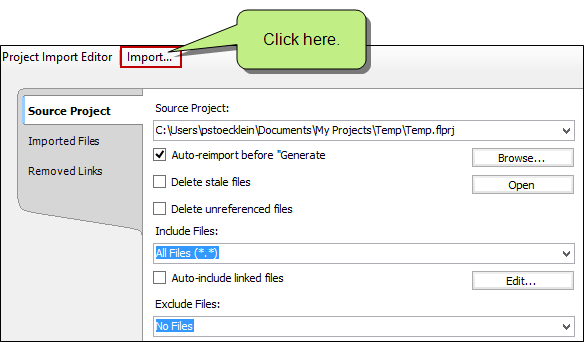 Click here.
Project Import Editor Import...
Source Project
Imported Files
Removed Links
Source Project:
C:\Users\pstoecklein\Documents\My Projects\Temp\Temp.flprj
Auto-reimport before "Generate
Browse...
Delete stale files
Open
Delete unreferenced files
Include Files:
All Files (*.*)
Auto-include linked files
Edit...
Exclude Files:
No Files